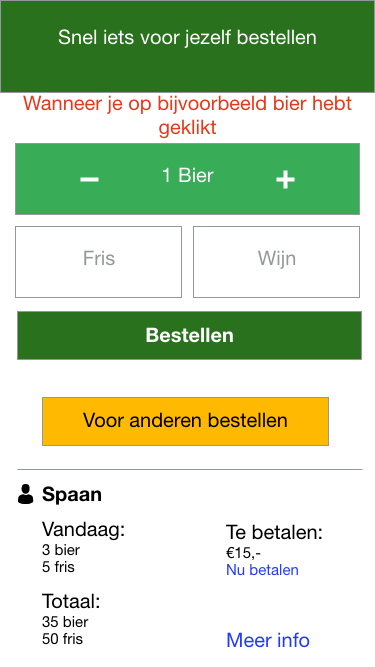 Snel iets voor jezelf bestellen
Wanneer je op bijvoorbeeld bier hebt
geklikt
− 1 Bier +
Fris Wijn
Bestellen
Voor anderen bestellen
Spaan
Vandaag:
3 bier
5 fris
Te betalen:
€15,-
Nu betalen
Totaal:
35 bier
50 fris
Meer info